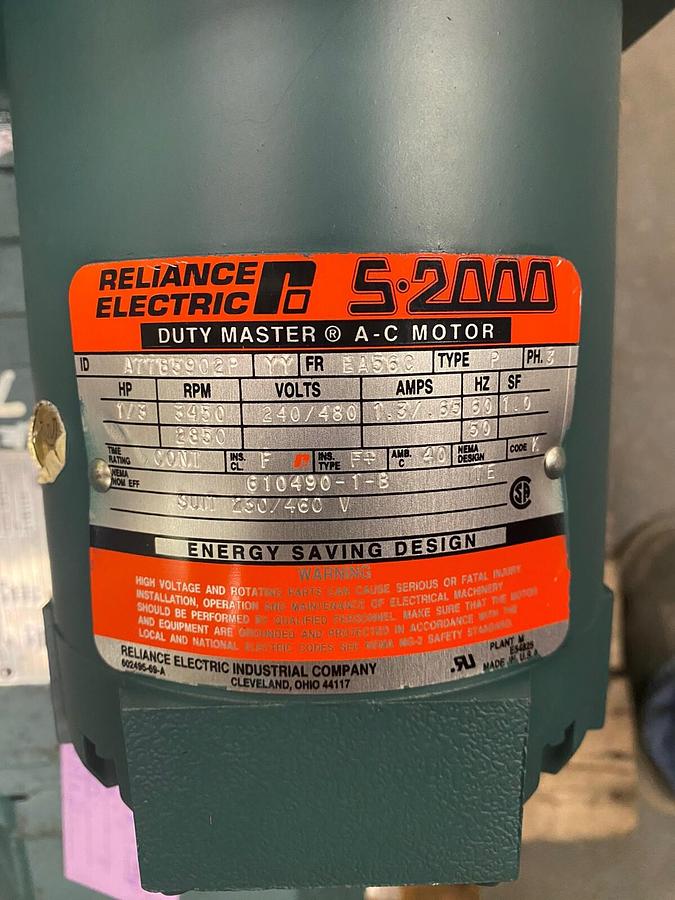 RELIANCE
ELECTRIC
S·2000
DUTY MASTER ® A-C MOTOR
ID AT785902P YY FR EA56C TYPE P PH. 3
HP RPM VOLTS AMPS HZ SF
1/3 3450 240/480 1.3/.65 60 1.0
2850 50
TIME RATING CONT INS. CL F INS. TYPE F+ AMB. C 40 NEMA DESIGN CODE K
NEMA NOM EFF 610490-1-B E
SUIT 230/460 V
ENERGY SAVING DESIGN
WARNING
HIGH VOLTAGE AND ROTATING PARTS CAN CAUSE SERIOUS OR FATAL INJURY.
INSTALLATION, OPERATION AND MAINTENANCE OF ELECTRICAL MACHINERY
SHOULD BE PERFORMED BY QUALIFIED PERSONNEL. MAKE SURE THAT THE MOTOR
AND EQUIPMENT ARE GROUNDED AND PROTECTED IN ACCORDANCE WITH THE
LOCAL AND NATIONAL ELECTRIC CODES SEE NEMA MG-2 SAFETY STANDARD.
RELIANCE ELECTRIC INDUSTRIAL COMPANY
602495-69-A
CLEVELAND, OHIO 44117
PLANT M
E54825
MADE IN U.S.A.